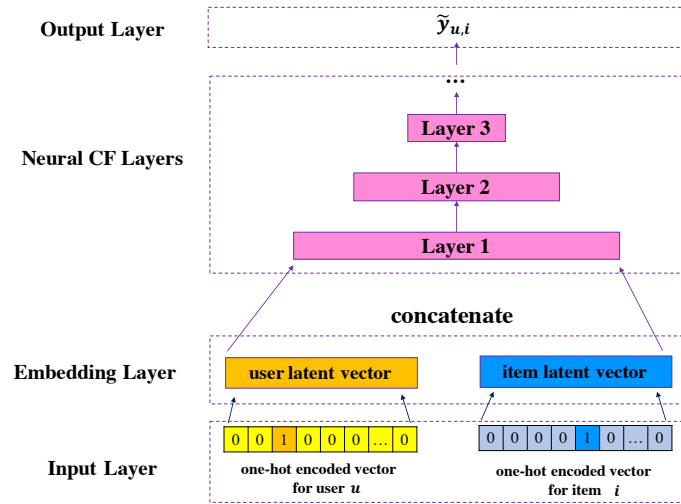 Output Layer
ỹ_{u,i}
...
Layer 3
Neural CF Layers
Layer 2
Layer 1
concatenate
Embedding Layer
user latent vector
item latent vector
0 0 1 0 0 0 ... 0
0 0 0 0 1 0 ... 0
Input Layer
one-hot encoded vector
for user u
one-hot encoded vector
for item i